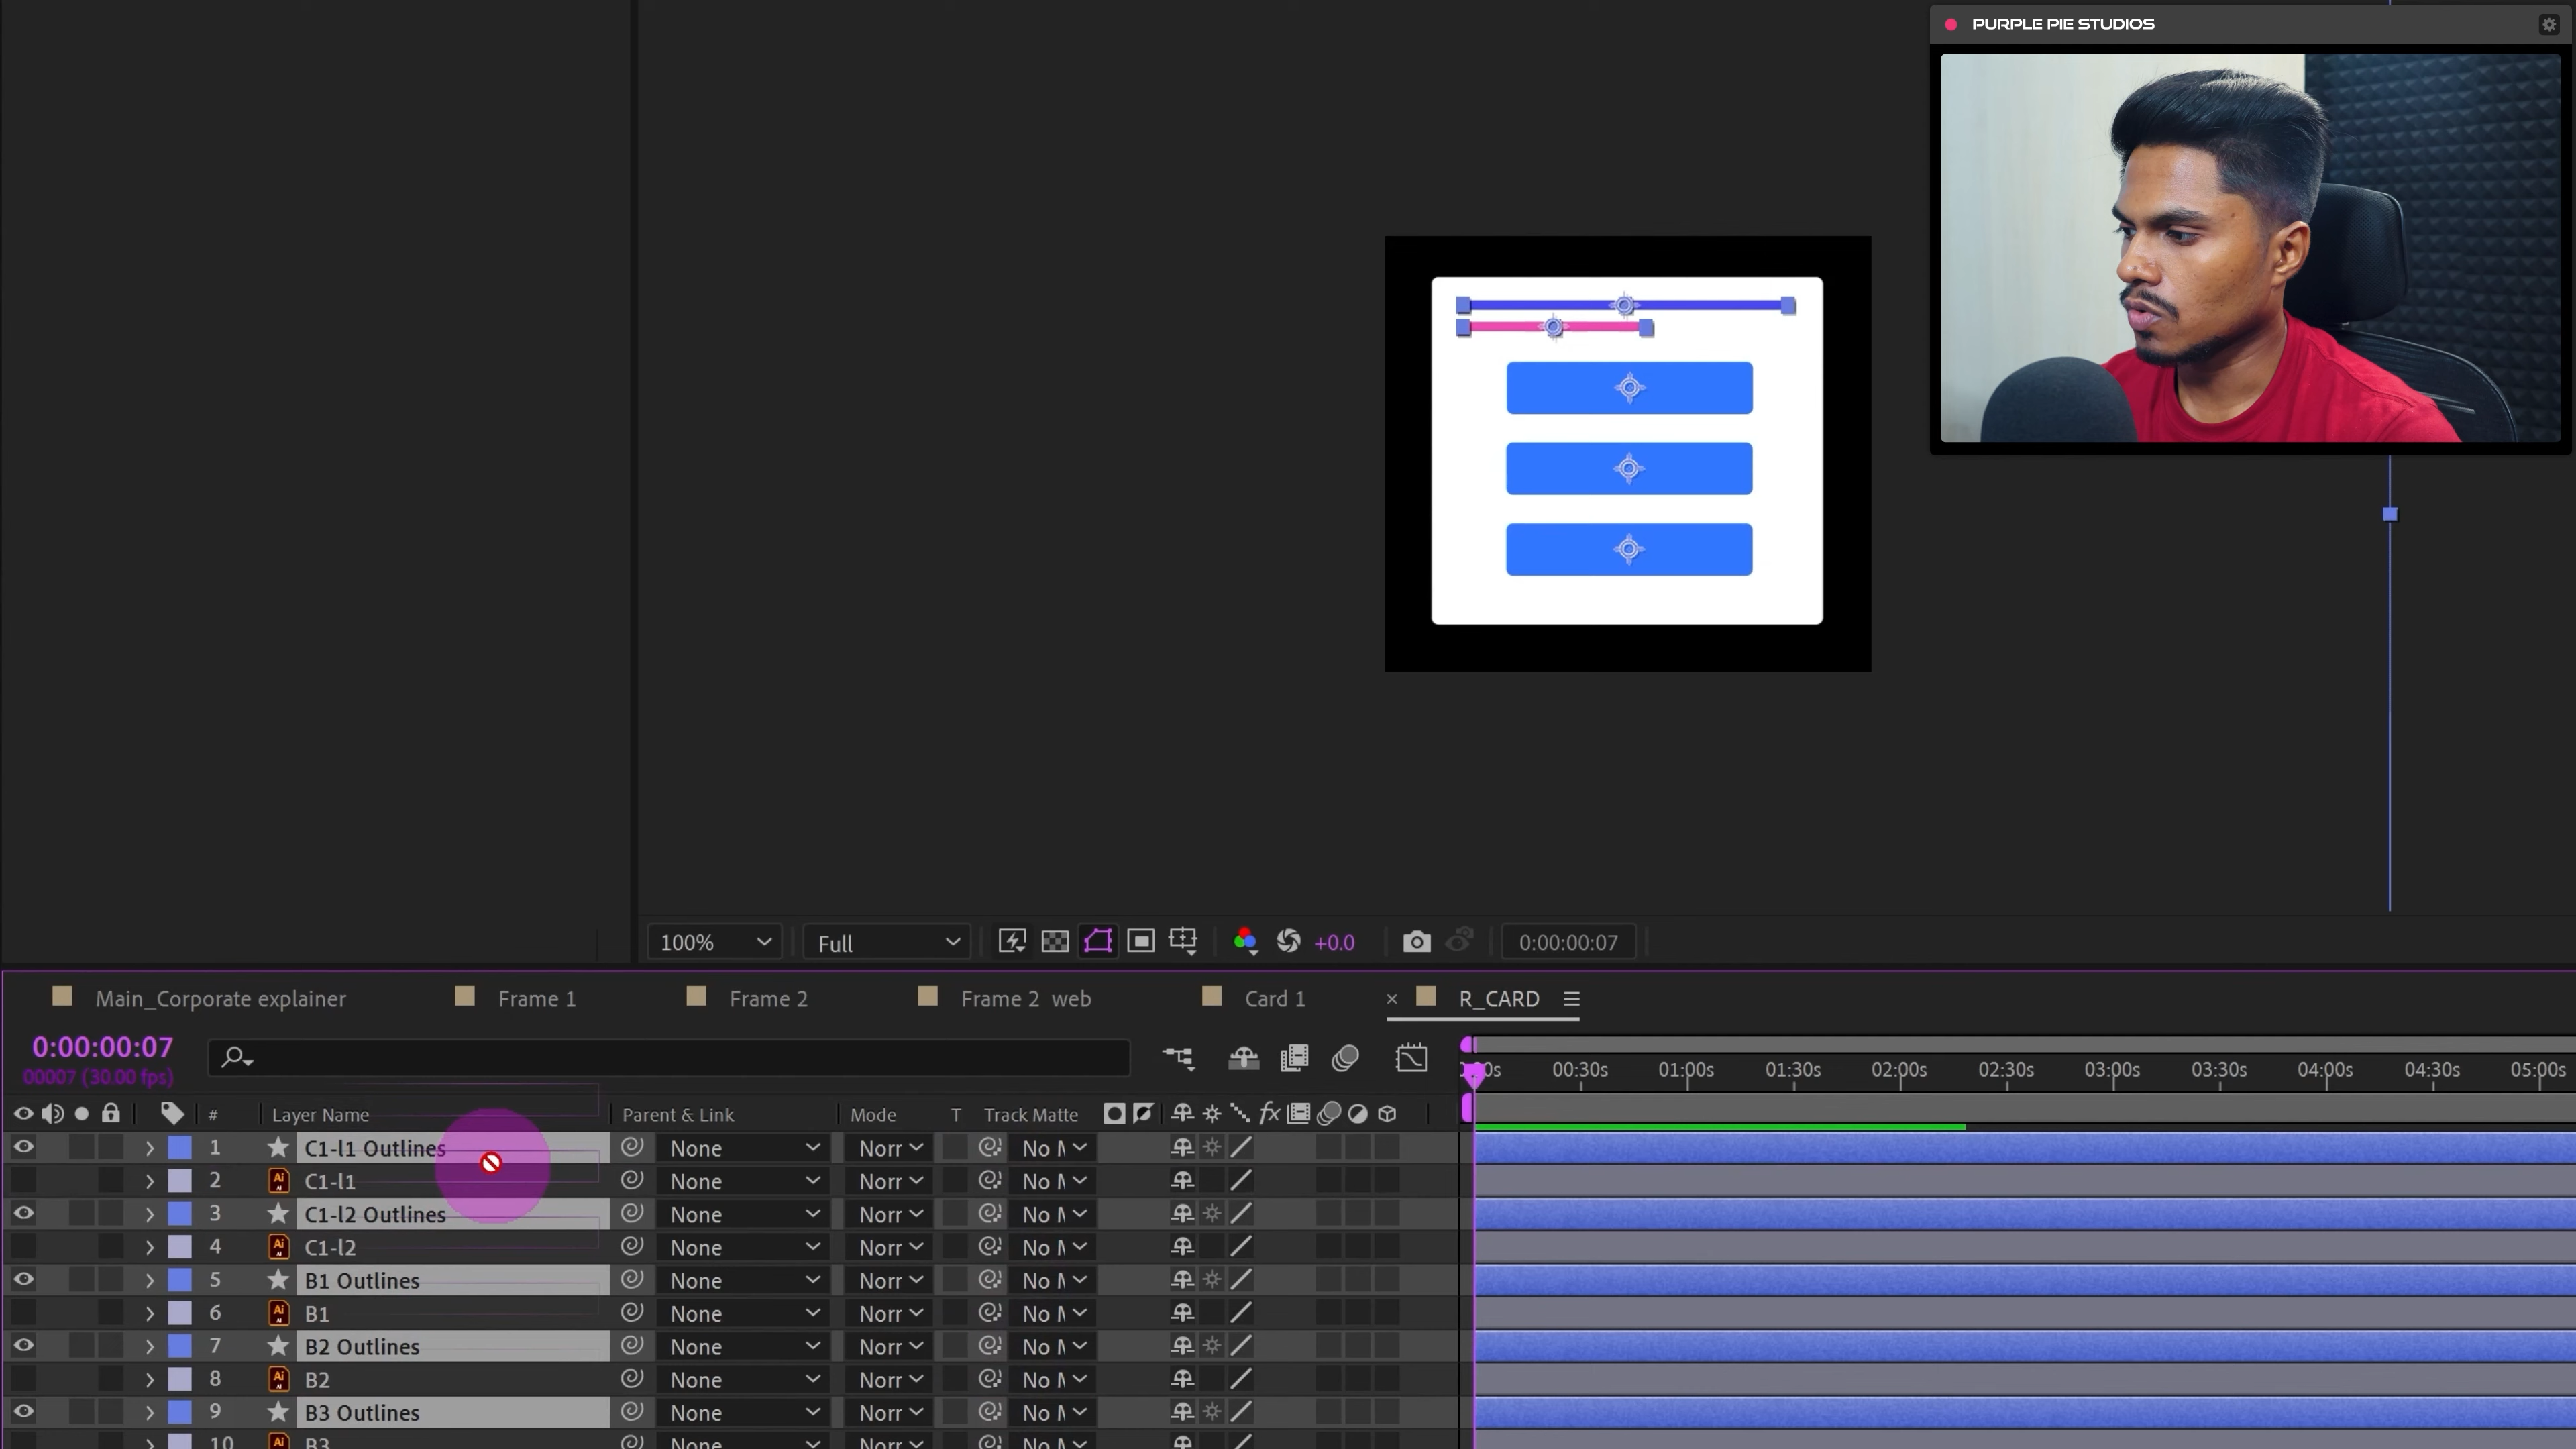 PURPLE PIE STUDIOS
100%
Full
+0.0
0:00:00:07
Main_Corporate explainer
Frame 1
Frame 2
Frame 2 web
Card 1
R_CARD
0:00:00:07
00007 (30.00 fps)
00:30s 01:00s 01:30s 02:00s 02:30s 03:00s 03:30s 04:00s 04:30s 05:00s
# Layer Name Parent & Link Mode T Track Matte fx
1 C1-l1 Outlines None Norr No
2 Ai C1-l1 None Norr No
3 C1-l2 Outlines None Norr No
4 Ai C1-l2 None Norr No
5 B1 Outlines None Norr No
6 Ai B1 None Norr No
7 B2 Outlines None Norr No
8 Ai B2 None Norr No
9 B3 Outlines None Norr No
10 Ai B3 None Norr No